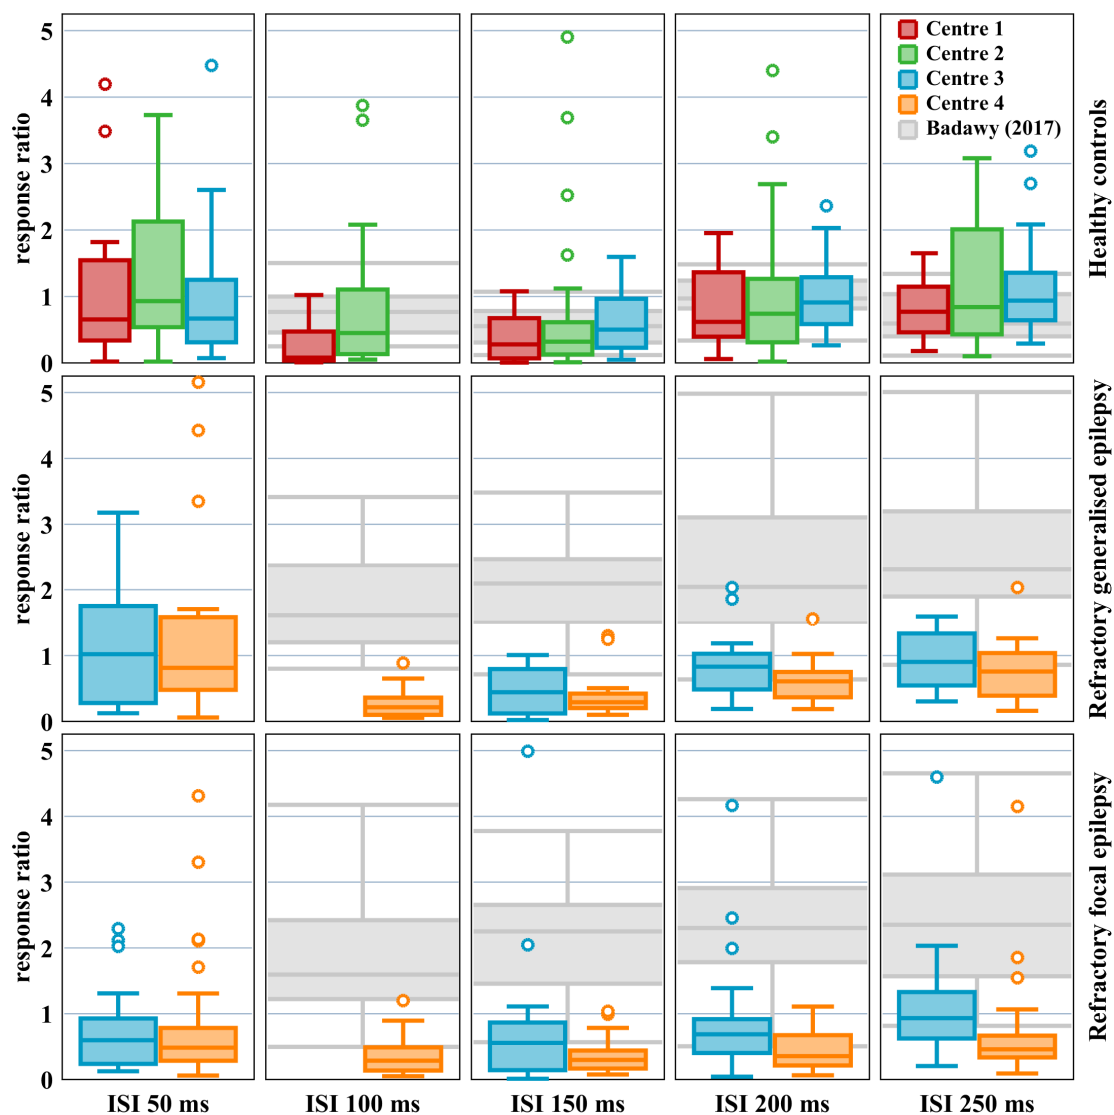 Centre 1
Centre 2
Centre 3
Centre 4
Badawy (2017)
5
4
3
2
1
0
response ratio
Healthy controls
5
4
3
2
1
0
response ratio
Refractory generalised epilepsy
5
4
3
2
1
0
response ratio
Refractory focal epilepsy
ISI 50 ms
ISI 100 ms
ISI 150 ms
ISI 200 ms
ISI 250 ms